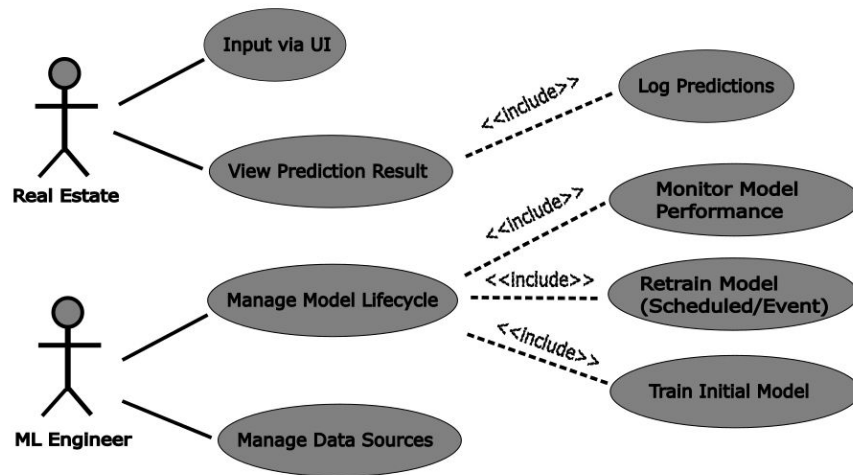 Input via UI
<<include>>
Log Predictions
View Prediction Result
Real Estate
<<include>>
Monitor Model
Performance
Manage Model Lifecycle
<<include>>
Retrain Model
(Scheduled/Event)
<<include>>
Train Initial Model
ML Engineer
Manage Data Sources